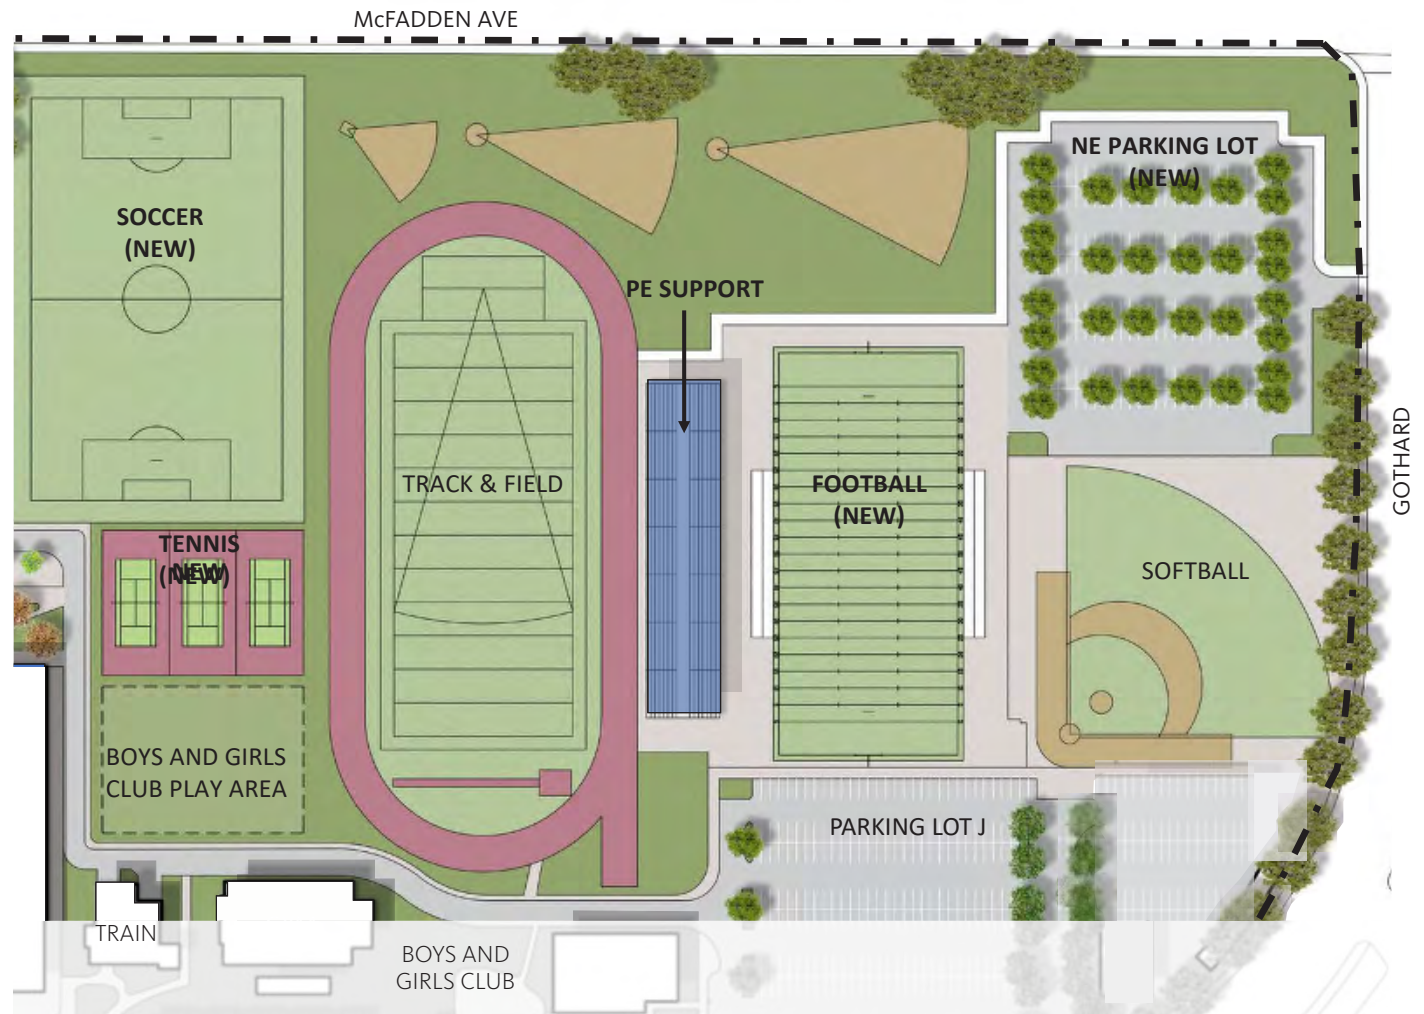 McFADDEN AVE
NE PARKING LOT
(NEW)
SOCCER
(NEW)
PE SUPPORT
TRACK & FIELD
FOOTBALL
(NEW)
GOTHARD
TENNIS
NEW
(NEW)
SOFTBALL
BOYS AND GIRLS
CLUB PLAY AREA
PARKING LOT J
TRAIN
BOYS AND
GIRLS CLUB